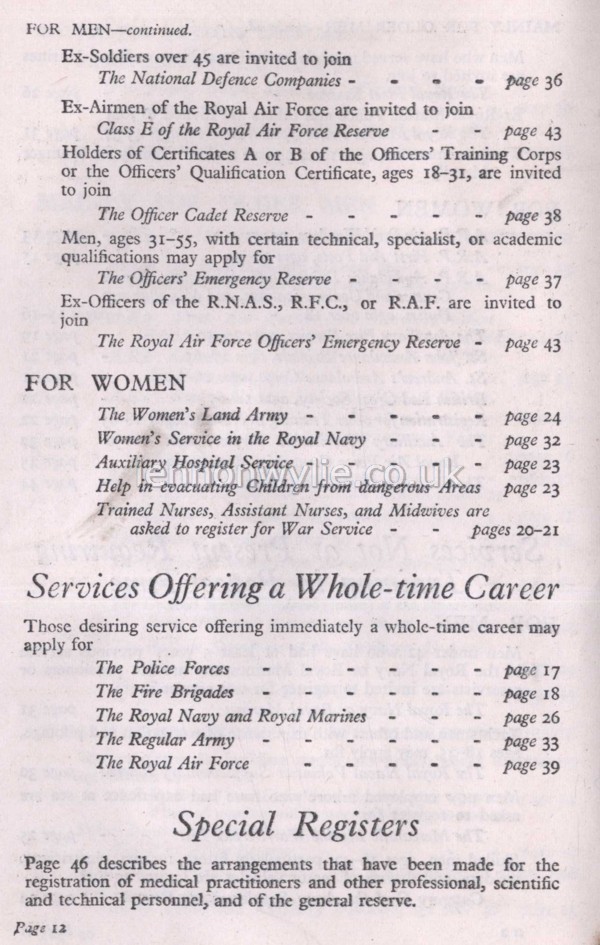 FOR MEN—continued.
Ex-Soldiers over 45 are invited to join
The National Defence Companies - - - - page 36
Ex-Airmen of the Royal Air Force are invited to join
Class E of the Royal Air Force Reserve - - page 43
Holders of Certificates A or B of the Officers' Training Corps
or the Officers' Qualification Certificate, ages 18-31, are invited
to join
The Officer Cadet Reserve - - - - - page 38
Men, ages 31-55, with certain technical, specialist, or academic
qualifications may apply for
The Officers' Emergency Reserve - - - - page 37
Ex-Officers of the R.N.A.S., R.F.C., or R.A.F. are invited to
join
The Royal Air Force Officers' Emergency Reserve - page 43
FOR WOMEN
The Women's Land Army - - - - - page 24
Women's Service in the Royal Navy - - - page 32
Auxiliary Hospital Service - - page 23
lennonwylie.co.uk
Help in evacuating Children from dangerous Areas page 23
Trained Nurses, Assistant Nurses, and Midwives are
asked to register for War Service - - pages 20-21
Services Offering a Whole-time Career
Those desiring service offering immediately a whole-time career may
apply for
The Police Forces - - - - - - page 17
The Fire Brigades - - - - - - page 18
The Royal Navy and Royal Marines - - - page 26
The Regular Army - - - - - page 33
The Royal Air Force - - - - - page 39
Special Registers
Page 46 describes the arrangements that have been made for the
registration of medical practitioners and other professional, scientific
and technical personnel, and of the general reserve.
Page 12